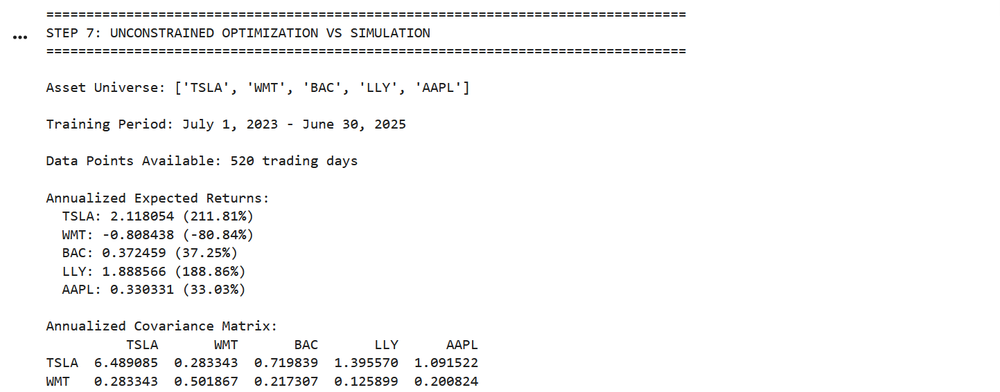 ================================================================================
STEP 7: UNCONSTRAINED OPTIMIZATION VS SIMULATION
================================================================================
Asset Universe: ['TSLA', 'WMT', 'BAC', 'LLY', 'AAPL']
Training Period: July 1, 2023 - June 30, 2025
Data Points Available: 520 trading days
Annualized Expected Returns:
  TSLA: 2.118054 (211.81%)
  WMT: -0.808438 (-80.84%)
  BAC: 0.372459 (37.25%)
  LLY: 1.888566 (188.86%)
  AAPL: 0.330331 (33.03%)
Annualized Covariance Matrix:
          TSLA       WMT       BAC       LLY      AAPL
TSLA  6.489085  0.283343  0.719839  1.395570  1.091522
WMT   0.283343  0.501867  0.217307  0.125899  0.200824